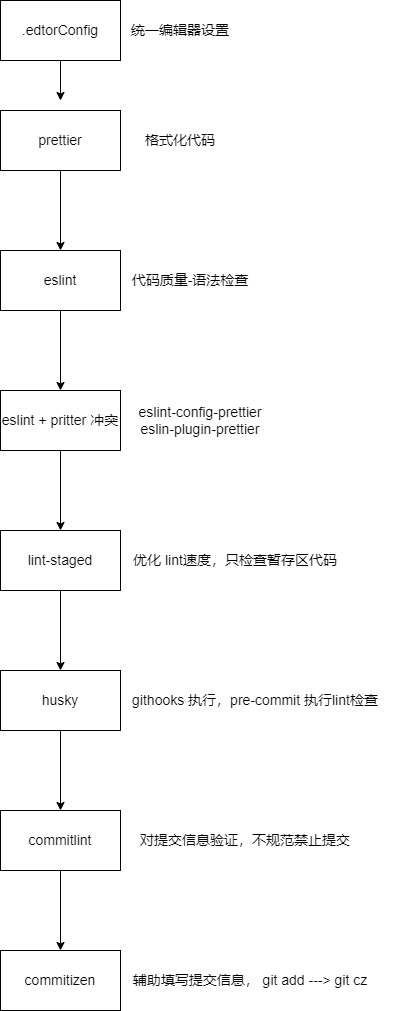 .edtorConfig 统一编辑器设置
prettier 格式化代码
eslint 代码质量-语法检查
eslint + pritter 冲突
eslint-config-prettier
eslin-plugin-prettier
lint-staged 优化 lint速度，只检查暂存区代码
husky githooks 执行，pre-commit 执行lint检查
commitlint 对提交信息验证，不规范禁止提交
commitizen 辅助填写提交信息， git add ---> git cz